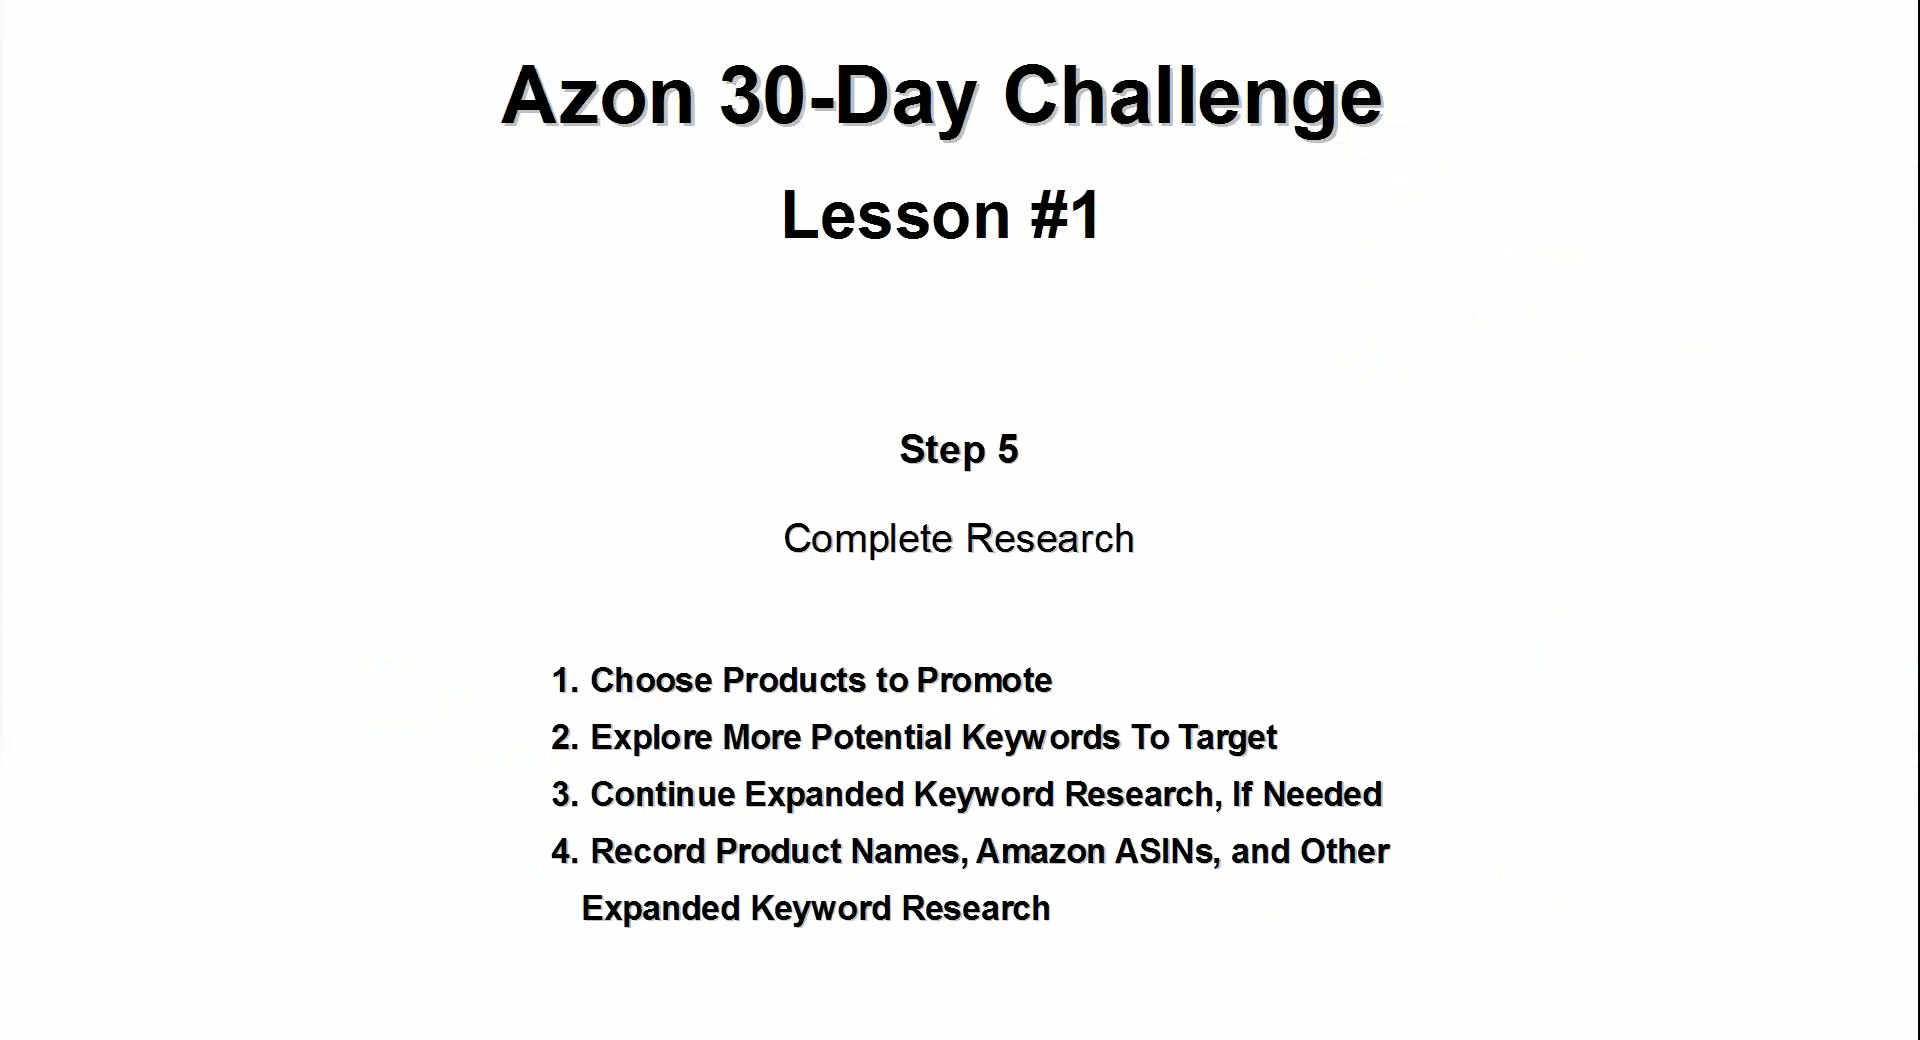 Azon 30-Day Challenge
Lesson #1
Step 5
Complete Research
1. Choose Products to Promote
2. Explore More Potential Keywords To Target
3. Continue Expanded Keyword Research, If Needed
4. Record Product Names, Amazon ASINs, and Other
Expanded Keyword Research